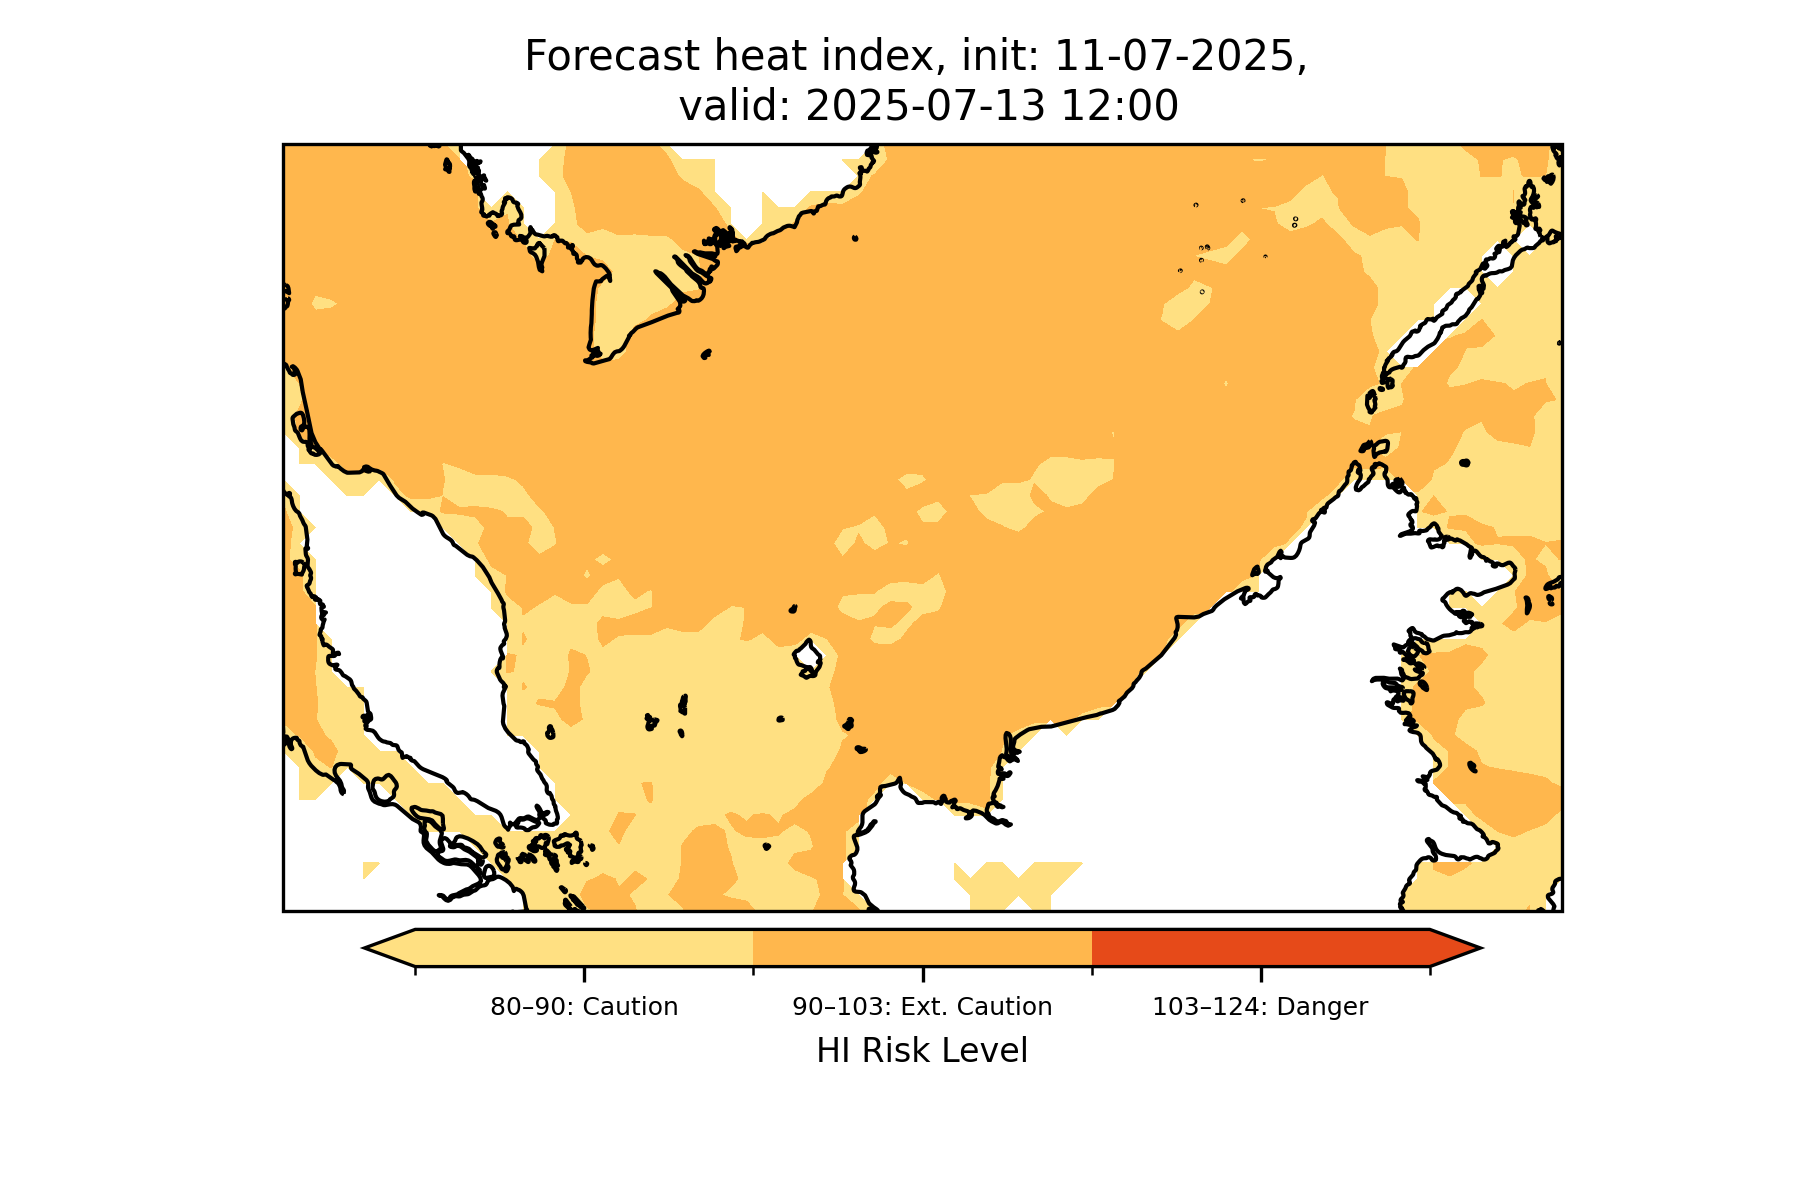 Forecast heat index, init: 11-07-2025,
valid: 2025-07-13 12:00
80–90: Caution
90–103: Ext. Caution
103–124: Danger
HI Risk Level